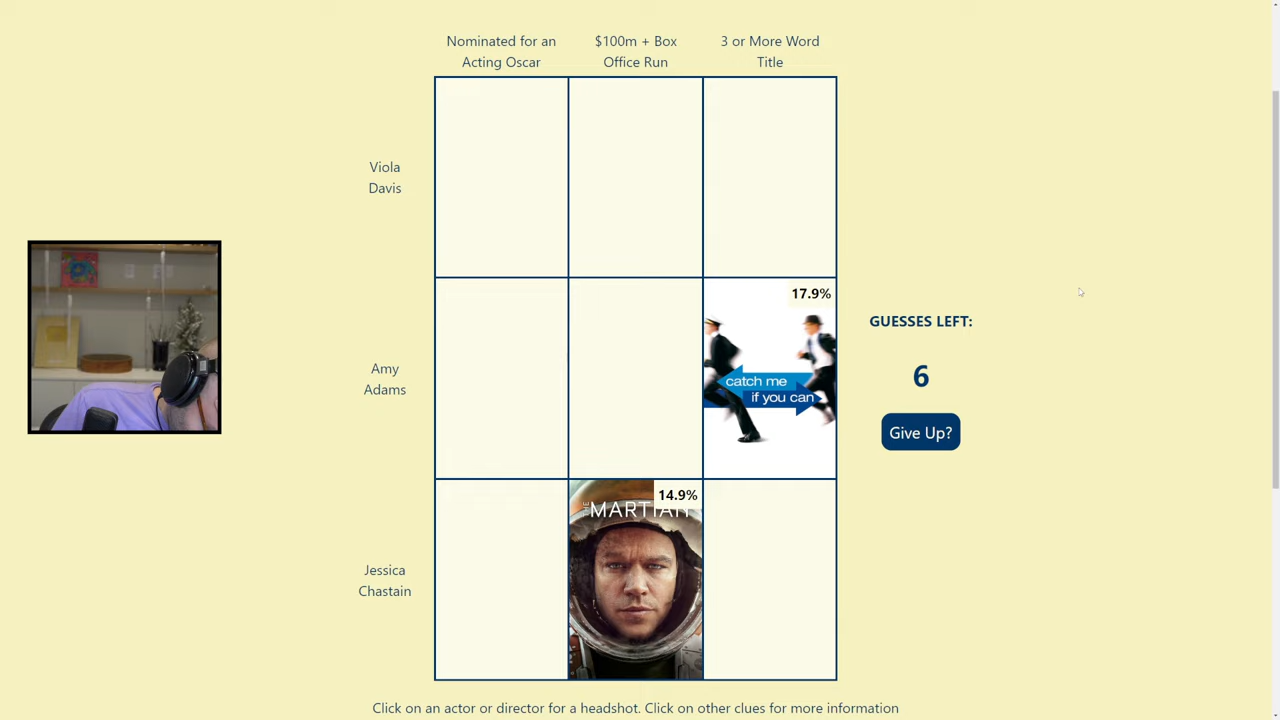 Nominated for an
Acting Oscar
$100m + Box
Office Run
3 or More Word
Title
Viola
Davis
17.9%
catch me
if you can
Amy
Adams
GUESSES LEFT:
6
Give Up?
14.9%
THE
MARTIAN
Jessica
Chastain
Click on an actor or director for a headshot. Click on other clues for more information